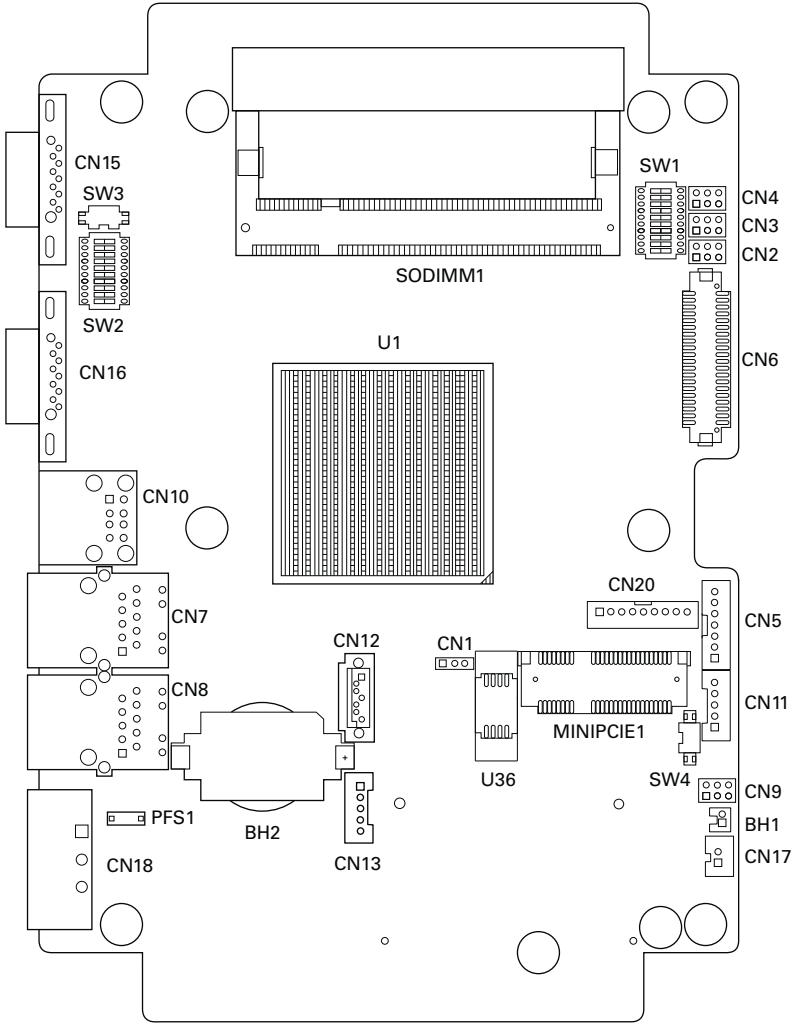 CN15
SW3
SW1
CN4
CN3
CN2
SODIMM1
SW2
U1
CN6
CN16
CN10
CN20
CN7
CN5
CN12
CN1
CN8
CN11
MINIPCIE1
U36
SW4
CN9
PFS1
BH2
BH1
CN13
CN18
CN17
+